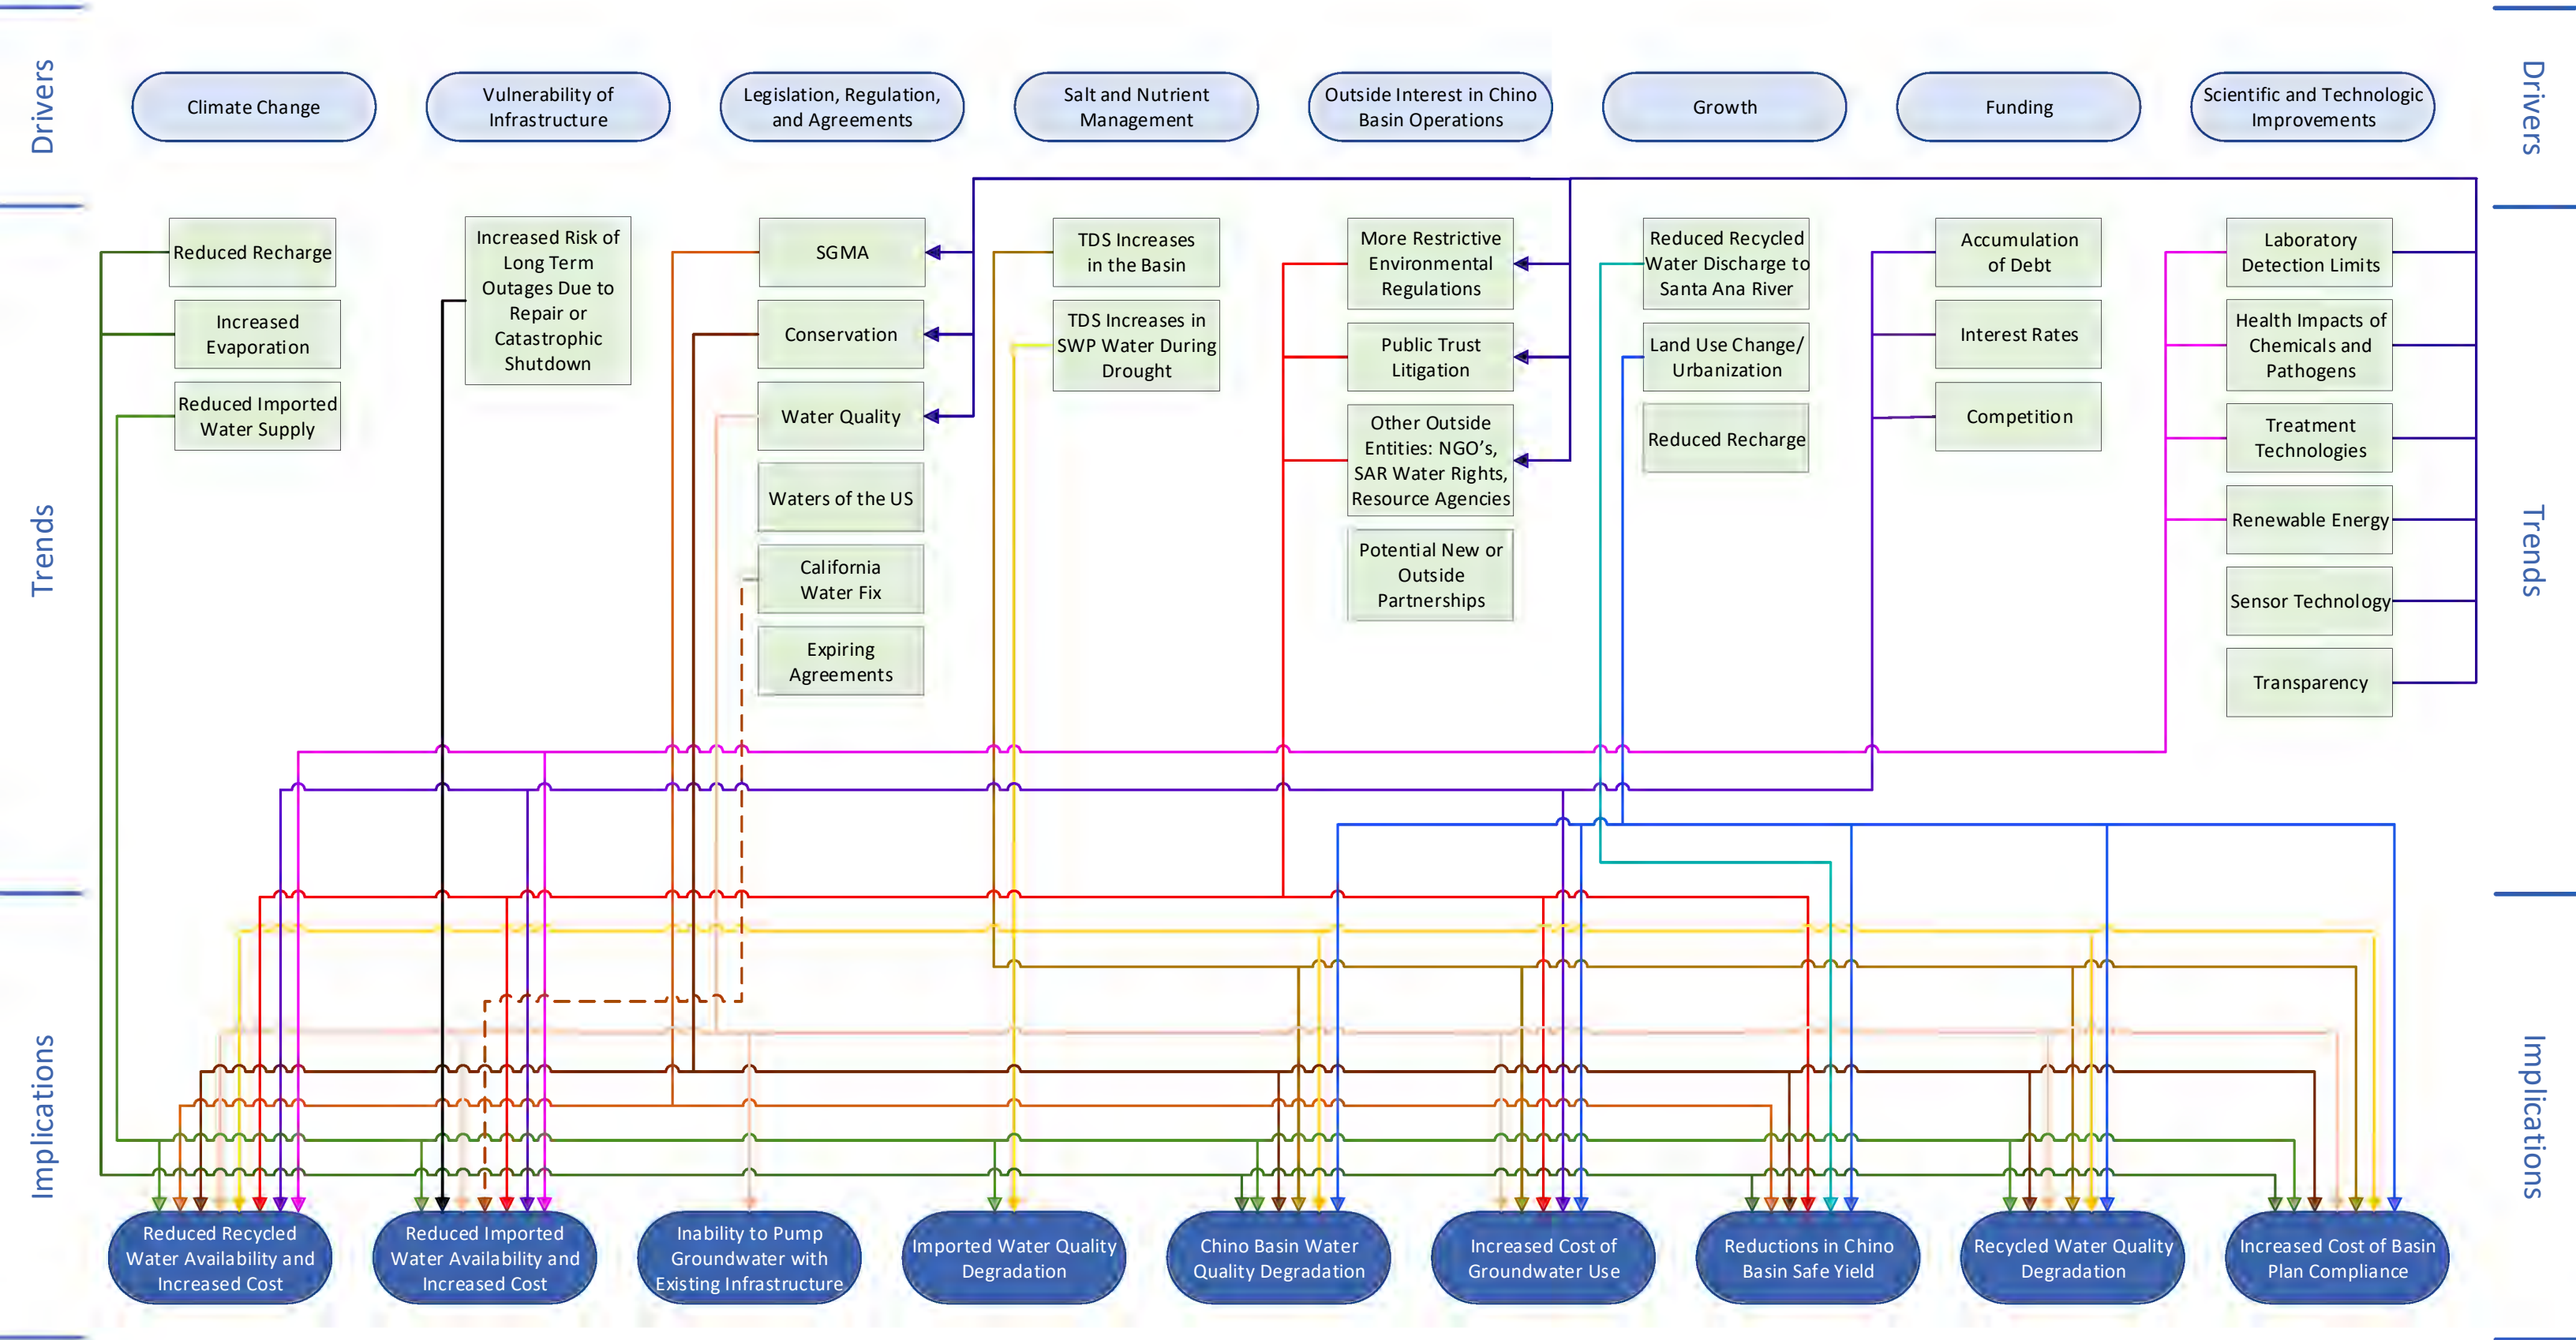 Drivers
Climate Change
Vulnerability of
Infrastructure
Legislation, Regulation,
and Agreements
Salt and Nutrient
Management
Outside Interest in Chino
Basin Operations
Growth
Funding
Scientific and Technologic
Improvements
Drivers
Trends
Reduced Recharge
Increased
Evaporation
Reduced Imported
Water Supply
Increased Risk of
Long Term
Outages Due to
Repair or
Catastrophic
Shutdown
SGMA
Conservation
Water Quality
Waters of the US
California
Water Fix
Expiring
Agreements
TDS Increases
in the Basin
TDS Increases in
SWP Water During
Drought
More Restrictive
Environmental
Regulations
Public Trust
Litigation
Other Outside
Entities: NGO’s,
SAR Water Rights,
Resource Agencies
Potential New or
Outside
Partnerships
Reduced Recycled
Water Discharge to
Santa Ana River
Land Use Change/
Urbanization
Reduced Recharge
Accumulation
of Debt
Interest Rates
Competition
Laboratory
Detection Limits
Health Impacts of
Chemicals and
Pathogens
Treatment
Technologies
Renewable Energy
Sensor Technology
Transparency
Trends
Implications
Reduced Recycled
Water Availability and
Increased Cost
Reduced Imported
Water Availability and
Increased Cost
Inability to Pump
Groundwater with
Existing Infrastructure
Imported Water Quality
Degradation
Chino Basin Water
Quality Degradation
Increased Cost of
Groundwater Use
Reductions in Chino
Basin Safe Yield
Recycled Water Quality
Degradation
Increased Cost of Basin
Plan Compliance
Implications